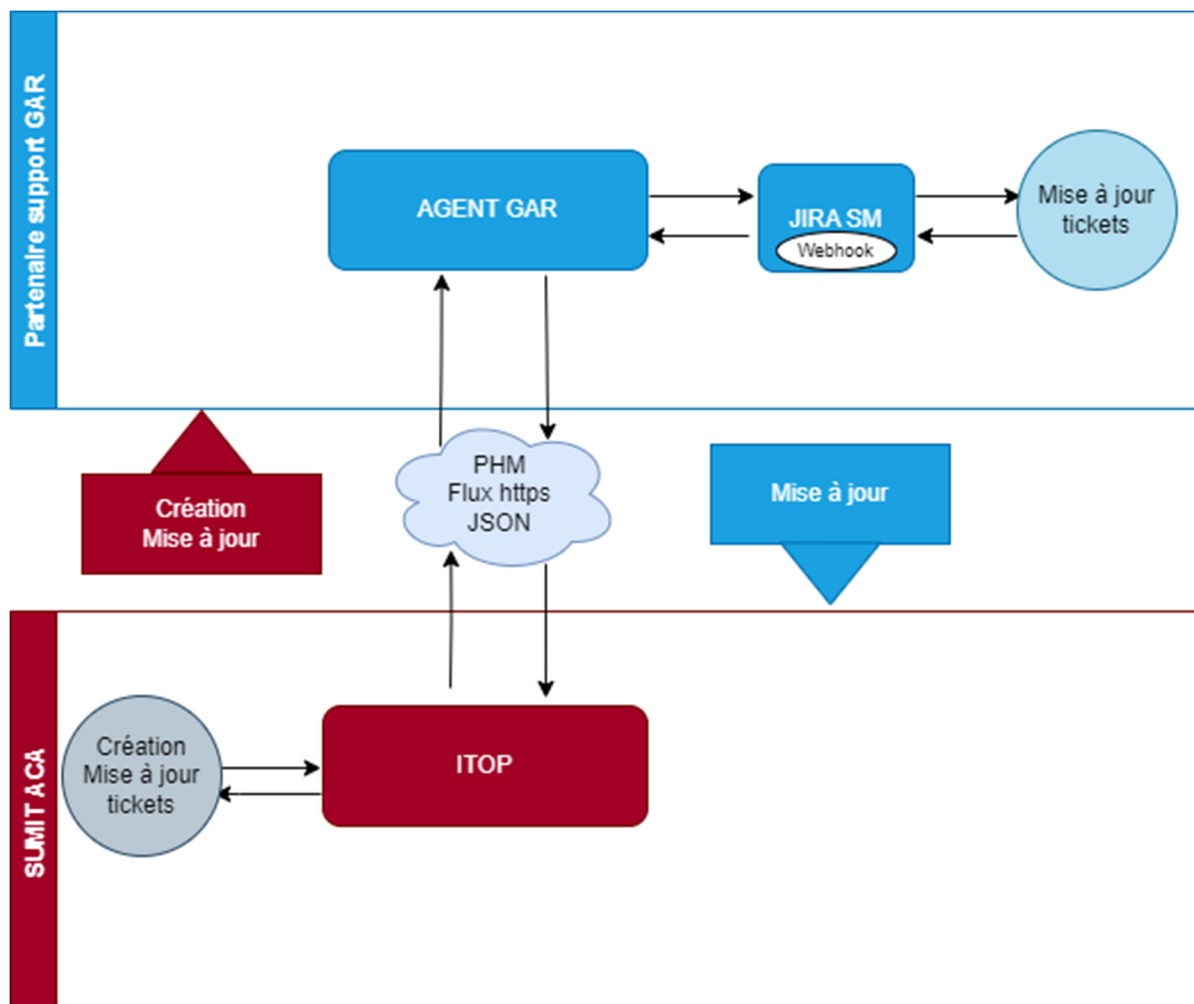 Partenaire support GAR
AGENT GAR
JIRA SM
Webhook
Mise à jour
tickets
Création
Mise à jour
PHM
Flux https
JSON
Mise à jour
SUMIT ACA
Création
Mise à jour
tickets
ITOP